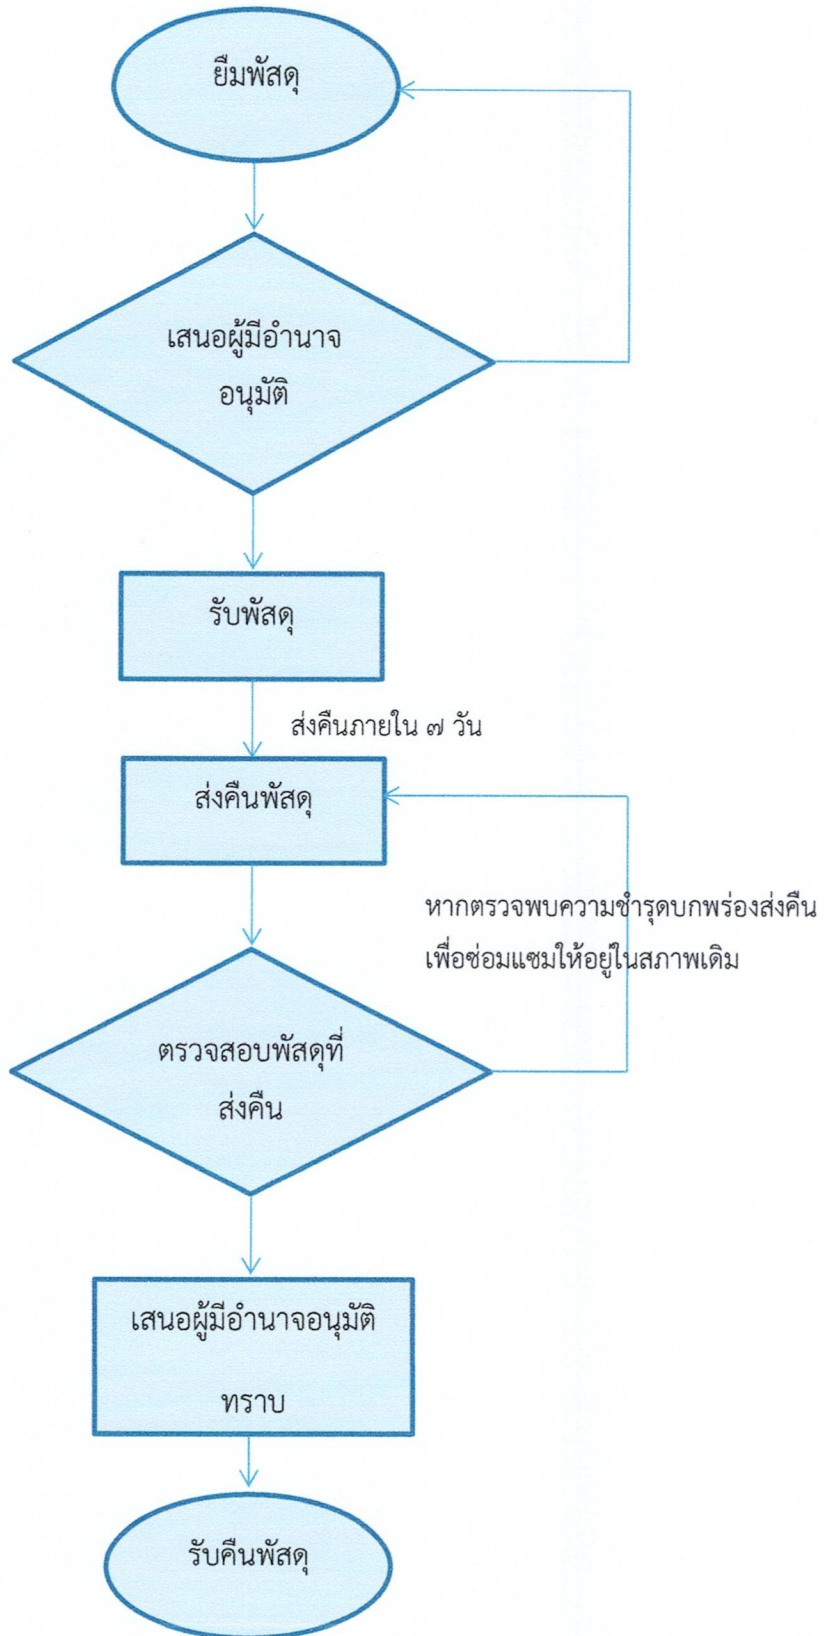 ยืมพัสดุ
เสนอผู้มีอำนาจ
อนุมัติ
รับพัสดุ
ส่งคืนภายใน ๗ วัน
ส่งคืนพัสดุ
หากตรวจพบความชำรุดบกพร่องส่งคืน
เพื่อซ่อมแซมให้อยู่ในสภาพเดิม
ตรวจสอบพัสดุที่
ส่งคืน
เสนอผู้มีอำนาจอนุมัติ
ทราบ
รับคืนพัสดุ